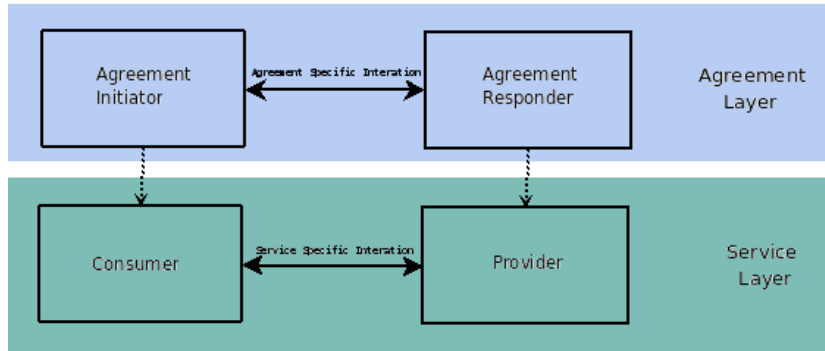 Agreement
Initiator
Agreement Specific Interation
Agreement
Responder
Agreement
Layer
Consumer
Service Specific Interation
Provider
Service
Layer